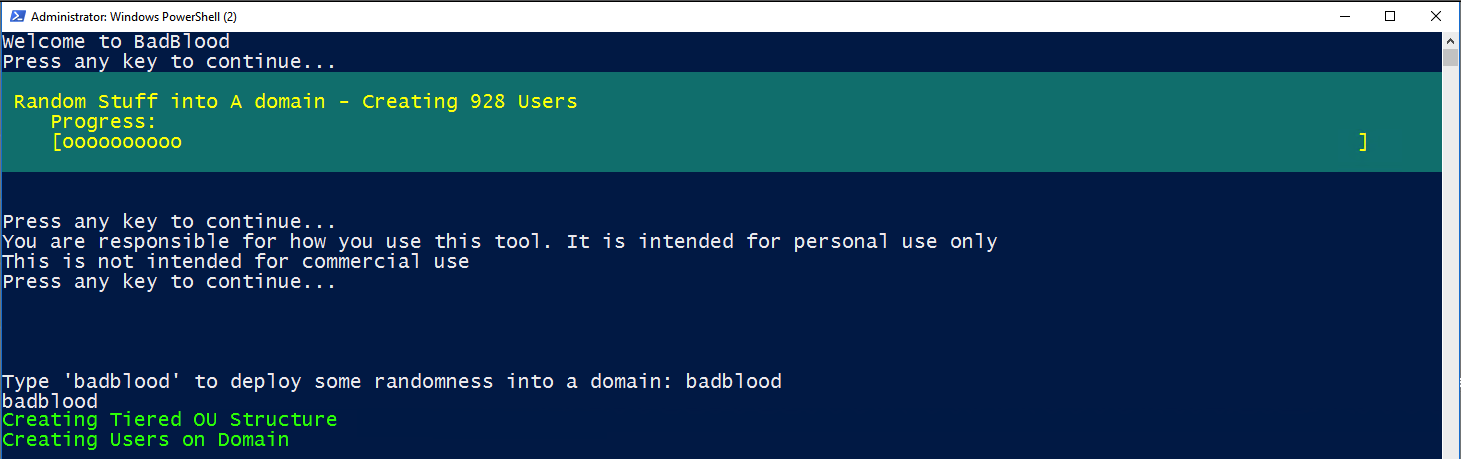 Administrator: Windows PowerShell (2)
Welcome to BadBlood
Press any key to continue...
Random Stuff into A domain - Creating 928 Users
Progress:
[oooooooooo ]
Press any key to continue...
You are responsible for how you use this tool. It is intended for personal use only
This is not intended for commercial use
Press any key to continue...
Type 'badblood' to deploy some randomness into a domain: badblood
badblood
Creating Tiered OU Structure
Creating Users on Domain